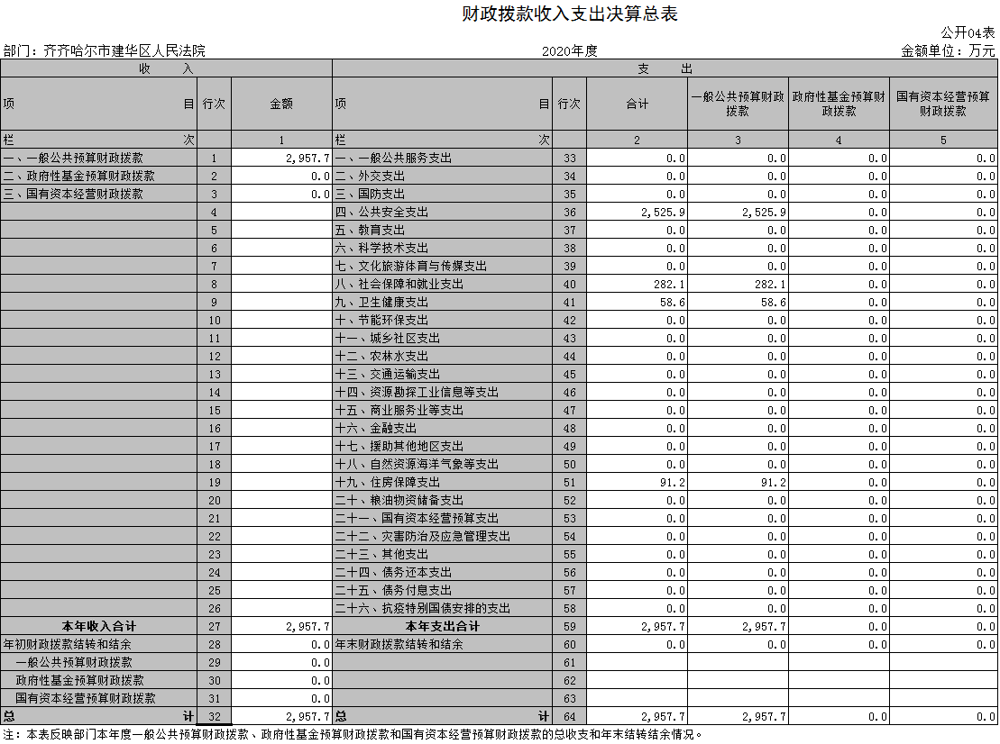 财政拨款收入支出决算总表
公开04表
部门：齐齐哈尔市建华区人民法院 2020年度 金额单位：万元
收 入 支 出
项 目 行次 金额 项 目 行次 合计 一般公共预算财政拨款 政府性基金预算财政拨款 国有资本经营预算财政拨款
栏 次 1 栏 次 2 3 4 5
一、一般公共预算财政拨款 1 2,957.7 一、一般公共服务支出 33 0.0 0.0 0.0 0.0
二、政府性基金预算财政拨款 2 0.0 二、外交支出 34 0.0 0.0 0.0 0.0
三、国有资本经营财政拨款 3 0.0 三、国防支出 35 0.0 0.0 0.0 0.0
4 四、公共安全支出 36 2,525.9 2,525.9 0.0 0.0
5 五、教育支出 37 0.0 0.0 0.0 0.0
6 六、科学技术支出 38 0.0 0.0 0.0 0.0
7 七、文化旅游体育与传媒支出 39 0.0 0.0 0.0 0.0
8 八、社会保障和就业支出 40 282.1 282.1 0.0 0.0
9 九、卫生健康支出 41 58.6 58.6 0.0 0.0
10 十、节能环保支出 42 0.0 0.0 0.0 0.0
11 十一、城乡社区支出 43 0.0 0.0 0.0 0.0
12 十二、农林水支出 44 0.0 0.0 0.0 0.0
13 十三、交通运输支出 45 0.0 0.0 0.0 0.0
14 十四、资源勘探工业信息等支出 46 0.0 0.0 0.0 0.0
15 十五、商业服务业等支出 47 0.0 0.0 0.0 0.0
16 十六、金融支出 48 0.0 0.0 0.0 0.0
17 十七、援助其他地区支出 49 0.0 0.0 0.0 0.0
18 十八、自然资源海洋气象等支出 50 0.0 0.0 0.0 0.0
19 十九、住房保障支出 51 91.2 91.2 0.0 0.0
20 二十、粮油物资储备支出 52 0.0 0.0 0.0 0.0
21 二十一、国有资本经营预算支出 53 0.0 0.0 0.0 0.0
22 二十二、灾害防治及应急管理支出 54 0.0 0.0 0.0 0.0
23 二十三、其他支出 55 0.0 0.0 0.0 0.0
24 二十四、债务还本支出 56 0.0 0.0 0.0 0.0
25 二十五、债务付息支出 57 0.0 0.0 0.0 0.0
26 二十六、抗疫特别国债安排的支出 58 0.0 0.0 0.0 0.0
本年收入合计 27 2,957.7 本年支出合计 59 2,957.7 2,957.7 0.0 0.0
年初财政拨款结转和结余 28 0.0 年末财政拨款结转和结余 60 0.0 0.0 0.0 0.0
一般公共预算财政拨款 29 0.0 61
政府性基金预算财政拨款 30 0.0 62
国有资本经营预算财政拨款 31 0.0 63
总 计 32 2,957.7 总 计 64 2,957.7 2,957.7 0.0 0.0
注：本表反映部门本年度一般公共预算财政拨款、政府性基金预算财政拨款和国有资本经营预算财政拨款的总收支和年末结转结余情况。